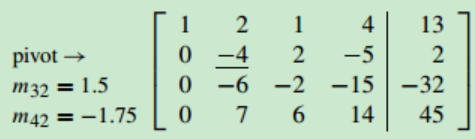 1 2 1 4 13
pivot → 0 −4 2 −5 2
m32 = 1.5 0 −6 −2 −15 −32
m42 = −1.75 0 7 6 14 45